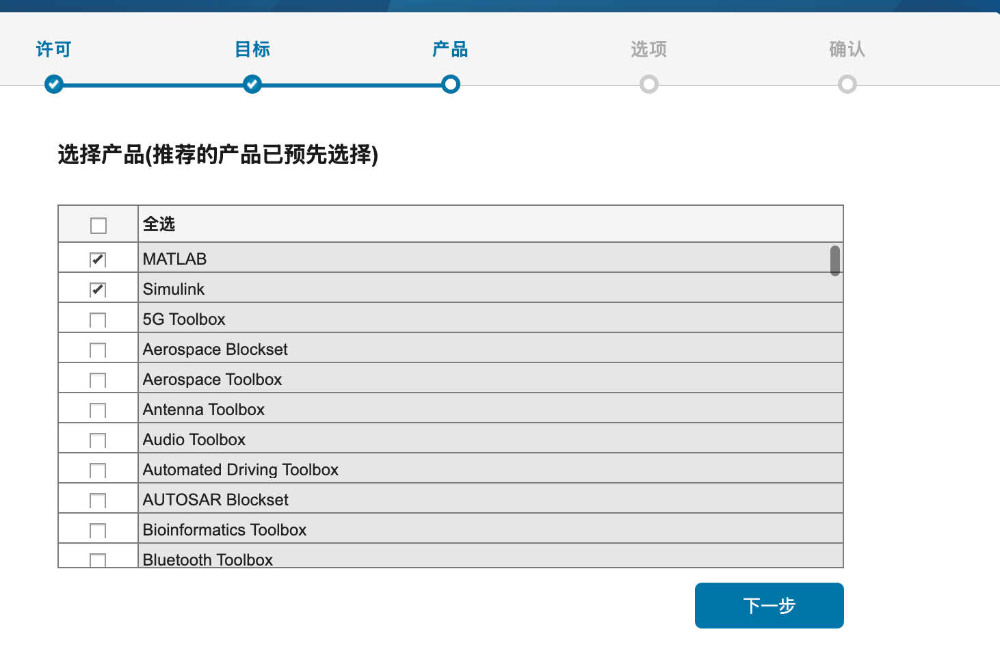 许可
目标
产品
选项
确认
选择产品(推荐的产品已预先选择)
全选
MATLAB
Simulink
5G Toolbox
Aerospace Blockset
Aerospace Toolbox
Antenna Toolbox
Audio Toolbox
Automated Driving Toolbox
AUTOSAR Blockset
Bioinformatics Toolbox
Bluetooth Toolbox
下一步